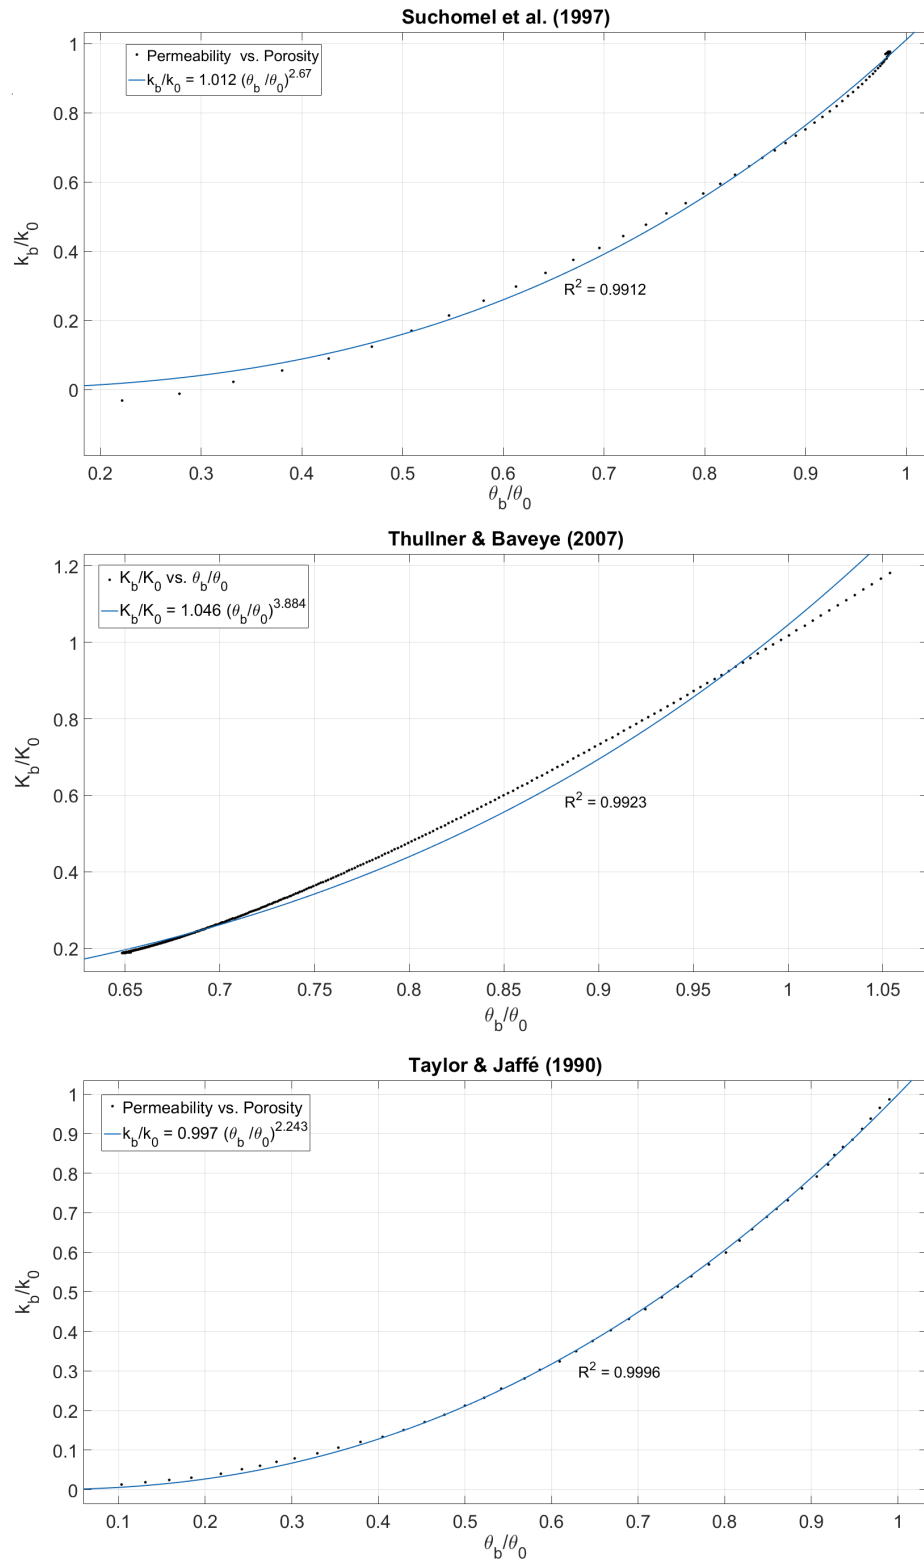 Suchomel et al. (1997)
Permeability vs. Porosity
k_b/k_0 = 1.012 (θ_b /θ_0)^2.67
1
0.8
0.6
0.4
0.2
0
k_b/k_0
R^2 = 0.9912
0.2 0.3 0.4 0.5 0.6 0.7 0.8 0.9 1
θ_b/θ_0
Thullner & Baveye (2007)
K_b/K_0 vs. θ_b/θ_0
K_b/K_0 = 1.046 (θ_b/θ_0)^3.884
1.2
1
0.8
0.6
0.4
0.2
K_b/K_0
R^2 = 0.9923
0.65 0.7 0.75 0.8 0.85 0.9 0.95 1 1.05
θ_b/θ_0
Taylor & Jaffé (1990)
Permeability vs. Porosity
k_b/k_0 = 0.997 (θ_b /θ_0)^2.243
1
0.9
0.8
0.7
0.6
0.5
0.4
0.3
0.2
0.1
0
k_b/k_0
R^2 = 0.9996
0.1 0.2 0.3 0.4 0.5 0.6 0.7 0.8 0.9 1
θ_b/θ_0